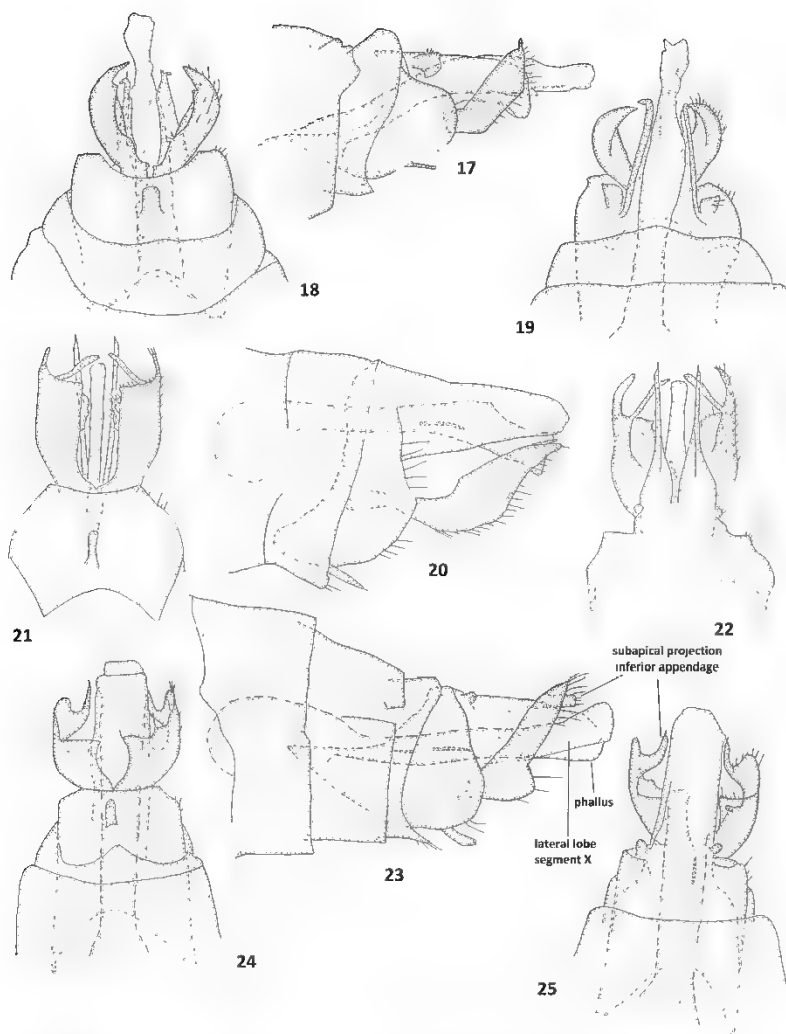 17
18
19
20
21
22
subapical projection
inferior appendage
phallus
lateral lobe
segment X
23
24
25